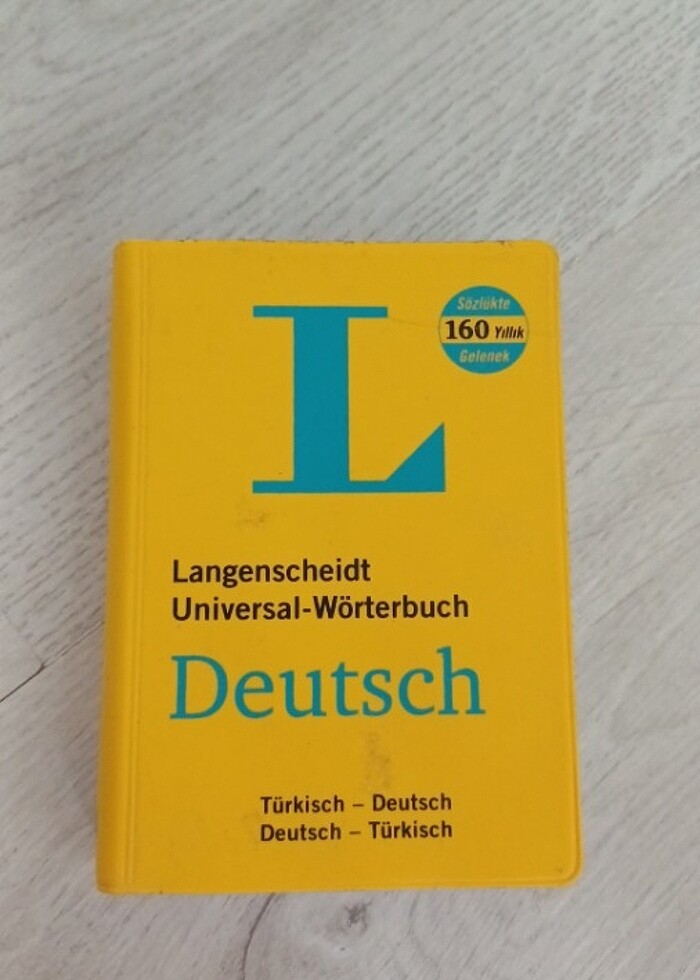 L
Sözlükte
160 Yıllık
Gelenek
Langenscheidt
Universal-Wörterbuch
Deutsch
Türkisch – Deutsch
Deutsch – Türkisch